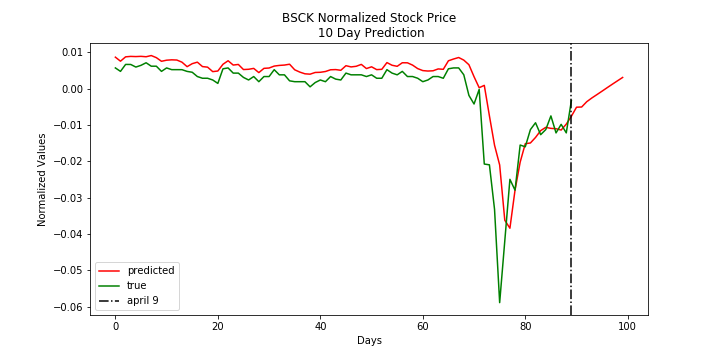 BSCK Normalized Stock Price
10 Day Prediction
Normalized Values
0.01
0.00
−0.01
−0.02
−0.03
−0.04
−0.05
−0.06
predicted
true
april 9
0
20
40
60
80
100
Days